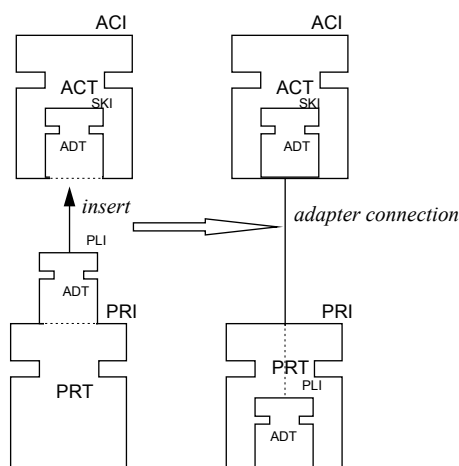 ACI
ACT
SKI
ADT
insert
PLI
ADT
PRI
PRT
ACI
ACT
SKI
ADT
adapter connection
PRI
PRT
PLI
ADT